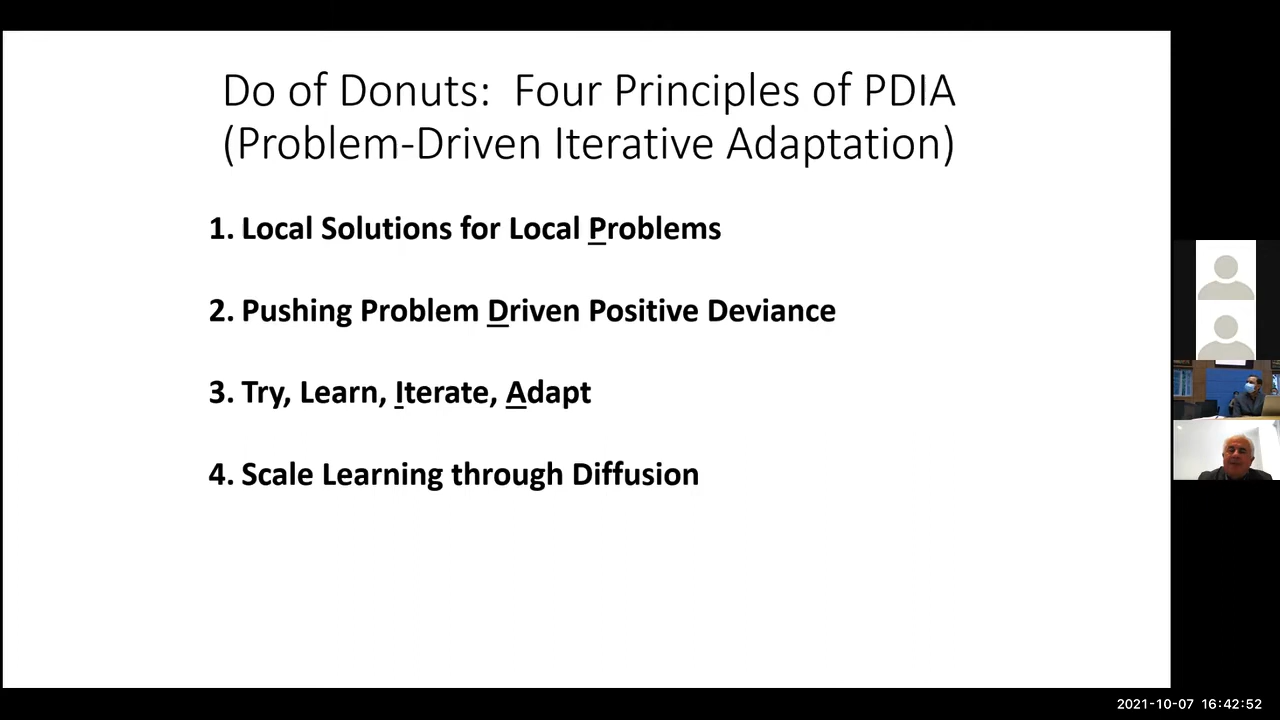 Do of Donuts:  Four Principles of PDIA
(Problem-Driven Iterative Adaptation)
1. Local Solutions for Local Problems
2. Pushing Problem Driven Positive Deviance
3. Try, Learn, Iterate, Adapt
4. Scale Learning through Diffusion
2021-10-07 16:42:52